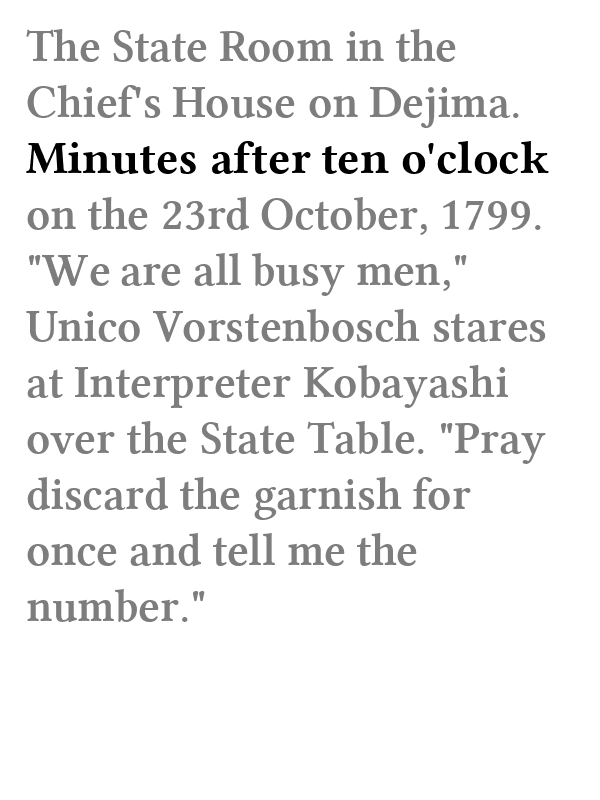 The State Room in the
Chief's House on Dejima.
Minutes after ten o'clock
on the 23rd October, 1799.
"We are all busy men,"
Unico Vorstenbosch stares
at Interpreter Kobayashi
over the State Table. "Pray
discard the garnish for
once and tell me the
number."